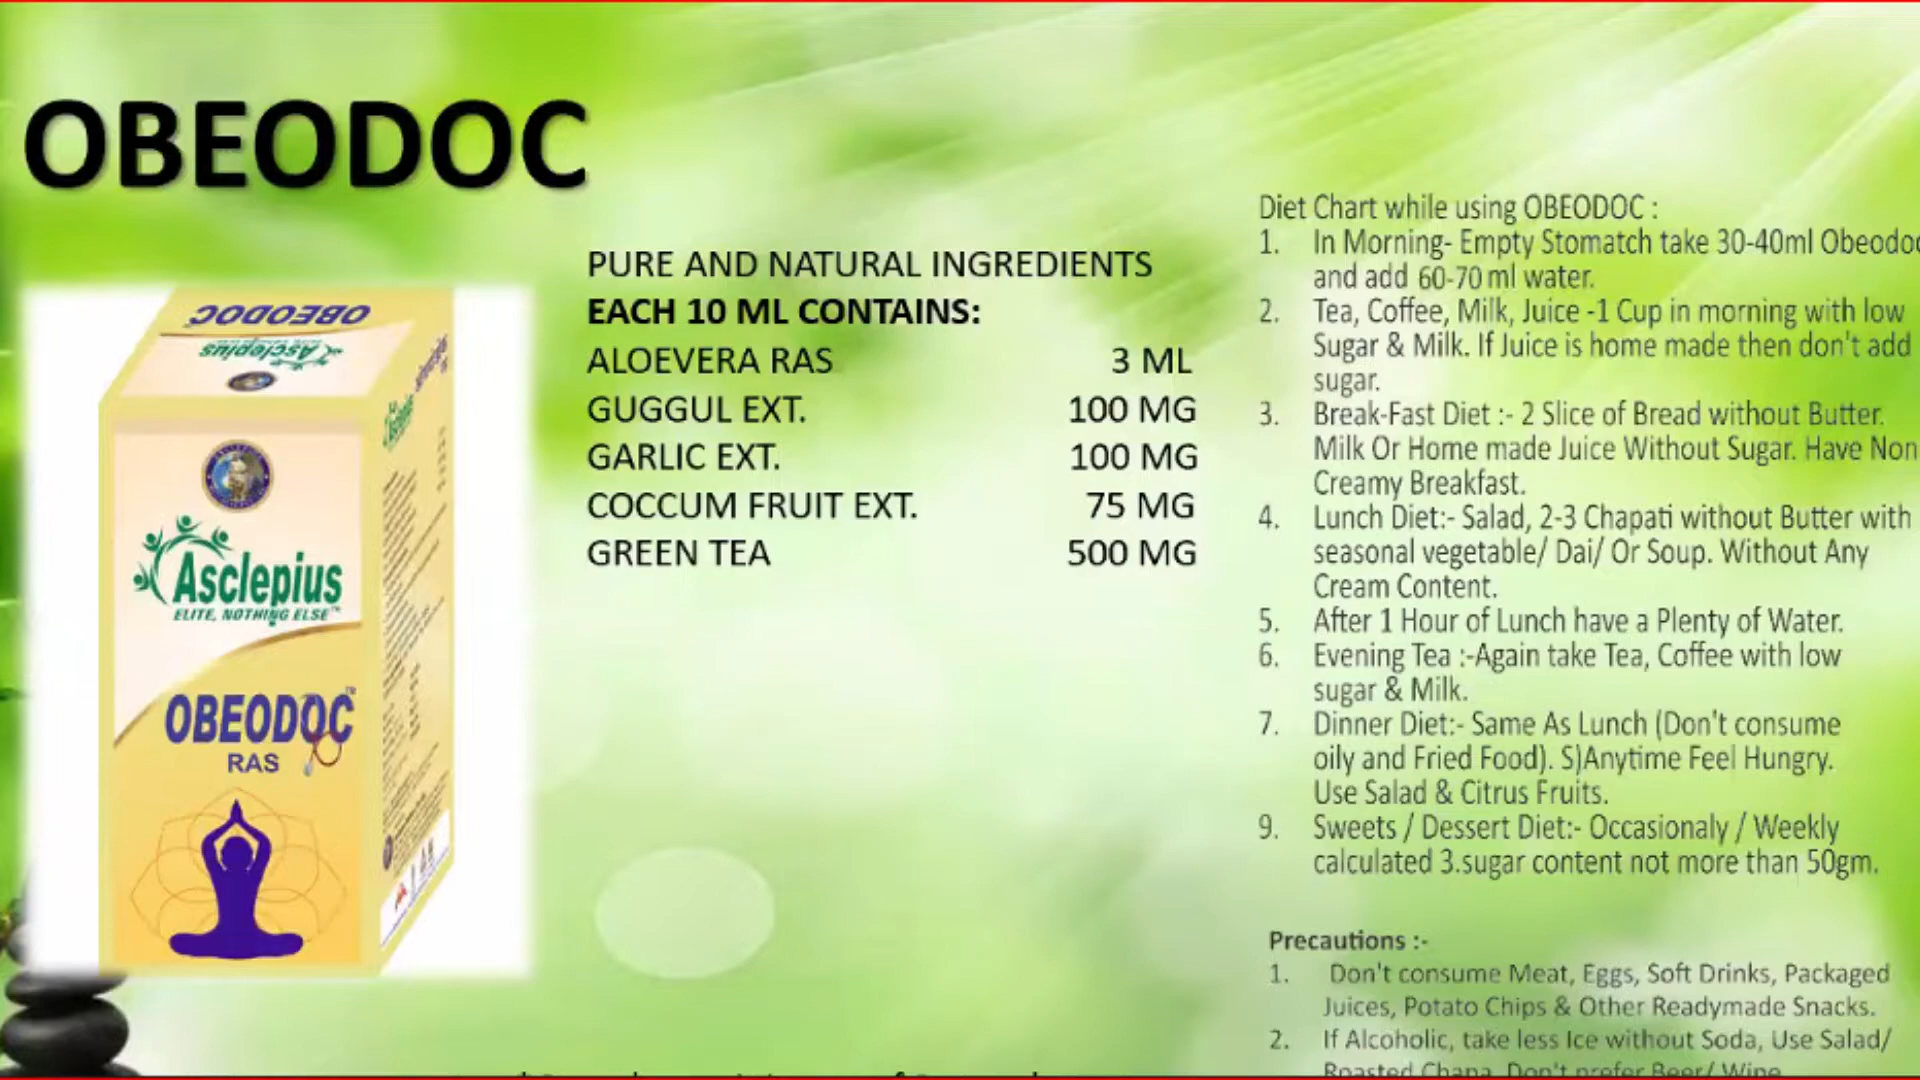 OBEODOC
PURE AND NATURAL INGREDIENTS
EACH 10 ML CONTAINS:
ALOEVERA RAS 3 ML
GUGGUL EXT. 100 MG
GARLIC EXT. 100 MG
COCCUM FRUIT EXT. 75 MG
GREEN TEA 500 MG
OBEODOC
Asclepius
Asclepius
Asclepius
ELITE, NOTHING ELSE™
OBEODOC™
RAS
Diet Chart while using OBEODOC :
1. In Morning- Empty Stomatch take 30-40ml Obeodoc
and add 60-70 ml water.
2. Tea, Coffee, Milk, Juice -1 Cup in morning with low
Sugar & Milk. If Juice is home made then don't add
sugar.
3. Break-Fast Diet :- 2 Slice of Bread without Butter.
Milk Or Home made Juice Without Sugar. Have Non
Creamy Breakfast.
4. Lunch Diet:- Salad, 2-3 Chapati without Butter with
seasonal vegetable/ Dai/ Or Soup. Without Any
Cream Content.
5. After 1 Hour of Lunch have a Plenty of Water.
6. Evening Tea :-Again take Tea, Coffee with low
sugar & Milk.
7. Dinner Diet:- Same As Lunch (Don't consume
oily and Fried Food). S)Anytime Feel Hungry.
Use Salad & Citrus Fruits.
9. Sweets / Dessert Diet:- Occasionaly / Weekly
calculated 3.sugar content not more than 50gm.
Precautions :-
1. Don't consume Meat, Eggs, Soft Drinks, Packaged
Juices, Potato Chips & Other Readymade Snacks.
2. If Alcoholic, take less Ice without Soda, Use Salad/
Roasted Chana. Don't prefer Beer/ Wine